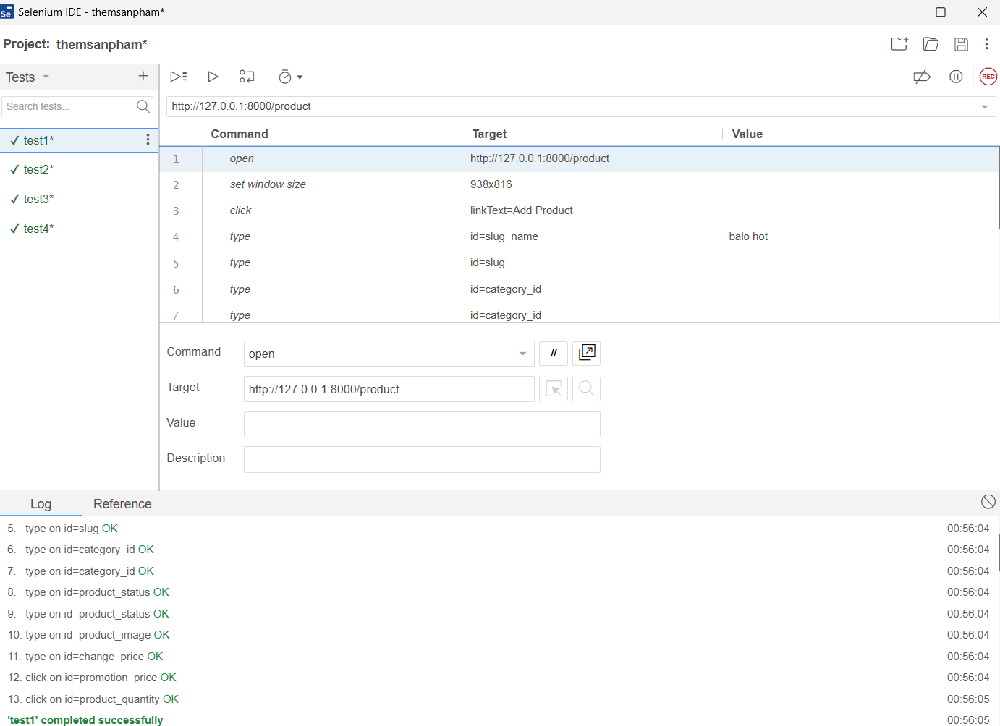 Se Selenium IDE - themsanpham*
Project: themsanpham*
Tests
Search tests...
✓ test1*
✓ test2*
✓ test3*
✓ test4*
REC
http://127.0.0.1:8000/product
Command Target Value
1 open http://127.0.0.1:8000/product
2 set window size 938x816
3 click linkText=Add Product
4 type id=slug_name balo hot
5 type id=slug
6 type id=category_id
7 type id=category_id
Command open //
Target http://127.0.0.1:8000/product
Value
Description
Log Reference
5. type on id=slug OK 00:56:04
6. type on id=category_id OK 00:56:04
7. type on id=category_id OK 00:56:04
8. type on id=product_status OK 00:56:04
9. type on id=product_status OK 00:56:04
10. type on id=product_image OK 00:56:04
11. type on id=change_price OK 00:56:04
12. click on id=promotion_price OK 00:56:04
13. click on id=product_quantity OK 00:56:05
'test1' completed successfully 00:56:05